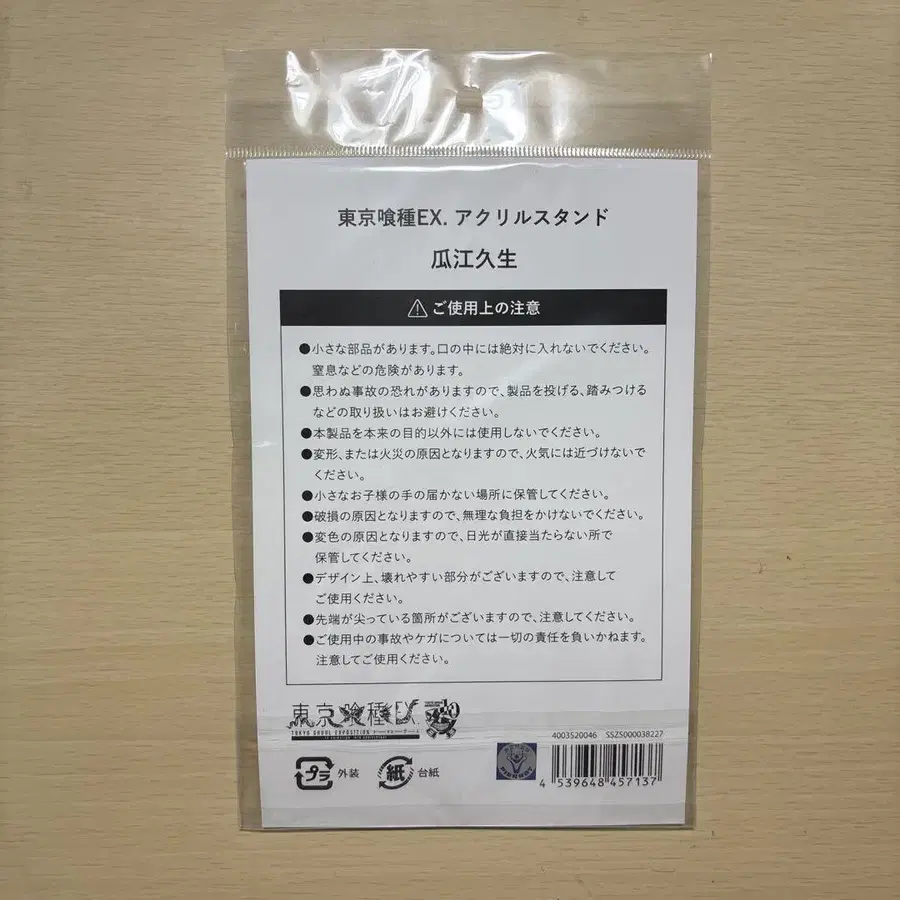 東京喰種EX. アクリルスタンド
瓜江久生
ご使用上の注意
●小さな部品があります。口の中には絶対に入れないでください。
窒息などの危険があります。
●思わぬ事故の恐れがありますので、製品を投げる、踏みつける
などの取り扱いはお避けください。
●本製品を本来の目的以外には使用しないでください。
●変形、または火災の原因となりますので、火気には近づけないで
ください。
●小さなお子様の手の届かない場所に保管してください。
●破損の原因となりますので、無理な負担をかけないでください。
●変色の原因となりますので、日光が直接当たらない所で
保管してください。
●デザイン上、壊れやすい部分がございますので、注意して
ご使用ください。
●先端が尖っている箇所がございますので、注意してください。
●ご使用中の事故やケガについては一切の責任を負いかねます。
注意してご使用ください。
東京喰種EX.
TOKYO GHOUL EXPOSITION
プラ 外装
紙 台紙
4003520046 SSZS000038227
4 539648 457137